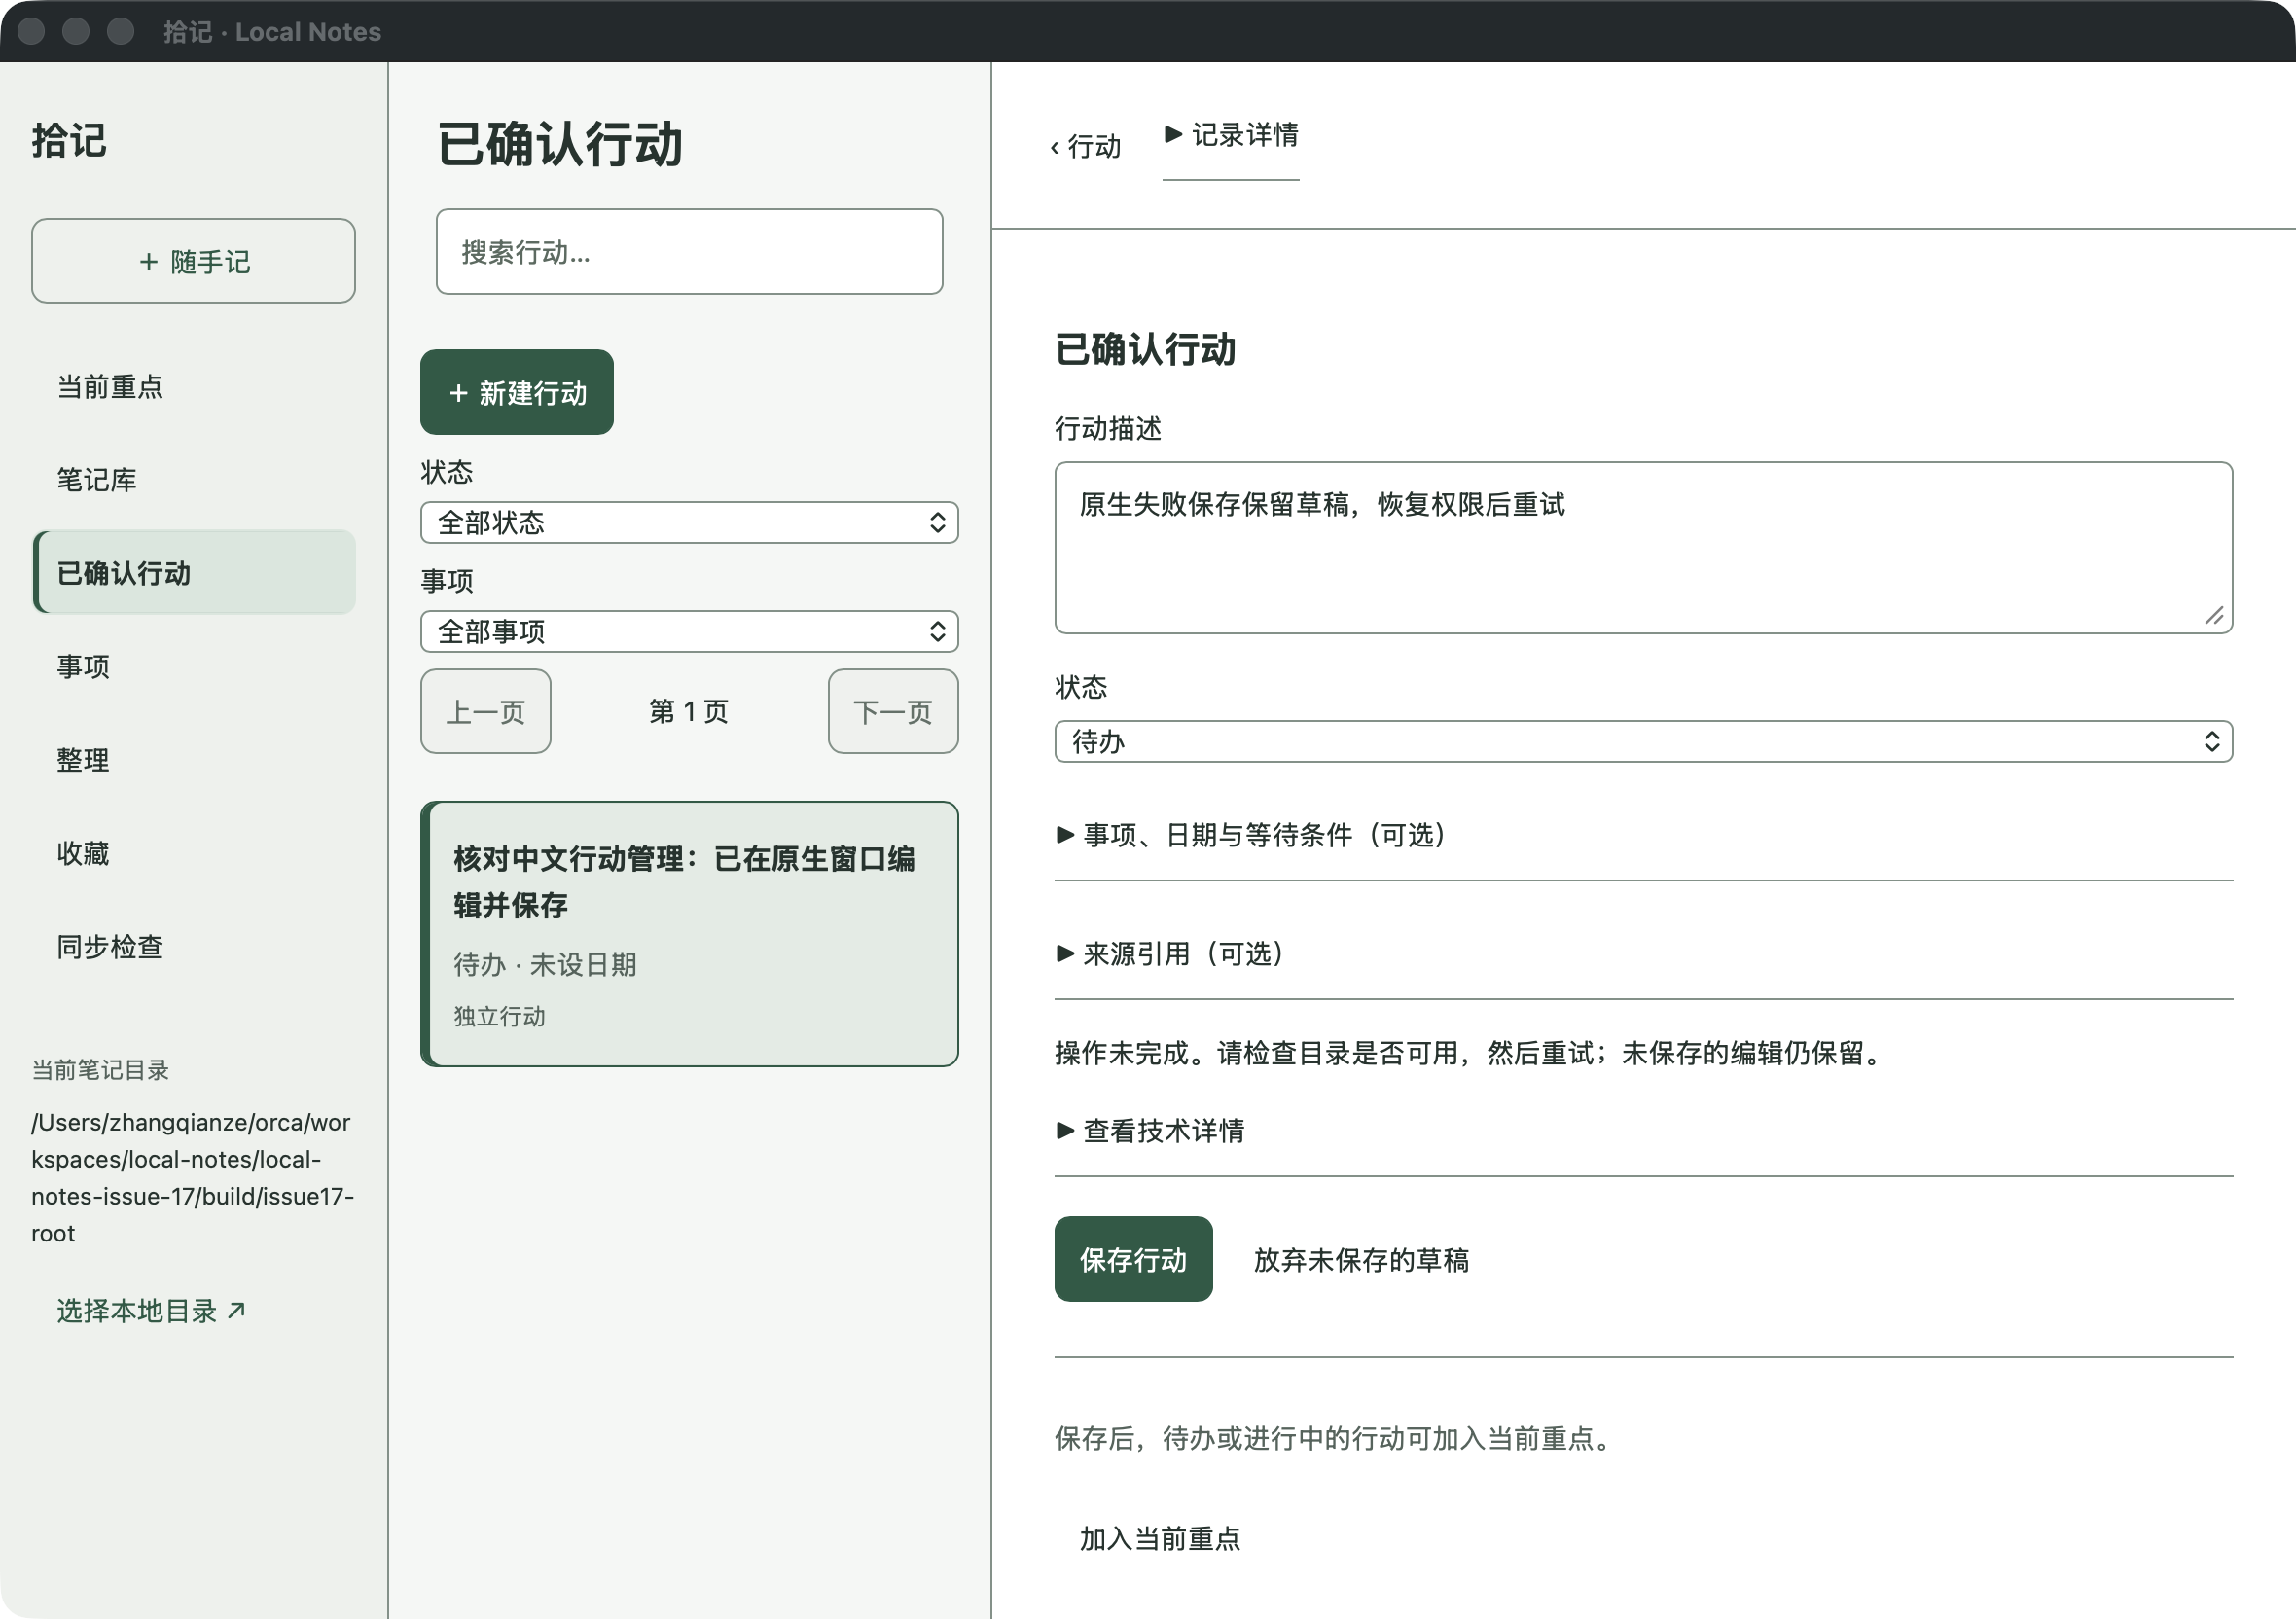 拾记 · Local Notes
拾记
+ 随手记
当前重点
笔记库
已确认行动
事项
整理
收藏
同步检查
当前笔记目录
/Users/zhangqianze/orca/wor
kspaces/local-notes/local-
notes-issue-17/build/issue17-
root
选择本地目录 ↗
已确认行动
搜索行动...
+ 新建行动
状态
全部状态
事项
全部事项
上一页
第 1 页
下一页
核对中文行动管理：已在原生窗口编
辑并保存
待办 · 未设日期
独立行动
‹ 行动
▶ 记录详情
已确认行动
行动描述
原生失败保存保留草稿，恢复权限后重试
状态
待办
▶ 事项、日期与等待条件（可选）
▶ 来源引用（可选）
操作未完成。请检查目录是否可用，然后重试；未保存的编辑仍保留。
▶ 查看技术详情
保存行动
放弃未保存的草稿
保存后，待办或进行中的行动可加入当前重点。
加入当前重点